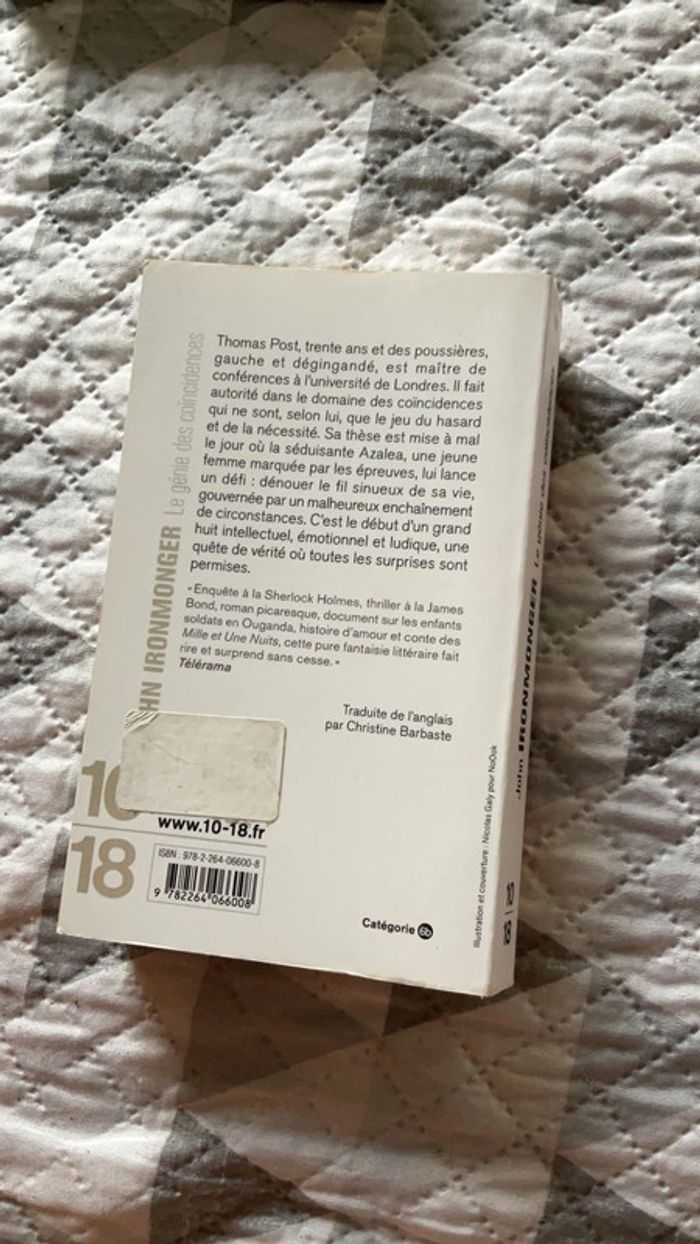 Thomas Post, trente ans et des poussières,
gauche et dégingandé, est maître de
conférences à l'université de Londres. Il fait
autorité dans le domaine des coïncidences
qui ne sont, selon lui, que le jeu du hasard
et de la nécessité. Sa thèse est mise à mal
le jour où la séduisante Azalea, une jeune
femme marquée par les épreuves, lui lance
un défi : dénouer le fil sinueux de sa vie,
gouvernée par un malheureux enchaînement
de circonstances. C'est le début d'un grand
huit intellectuel, émotionnel et ludique, une
quête de vérité où toutes les surprises sont
permises.
« Enquête à la Sherlock Holmes, thriller à la James
Bond, roman picaresque, document sur les enfants
soldats en Ouganda, histoire d'amour et conte des
Mille et Une Nuits, cette pure fantaisie littéraire fait
rire et surprend sans cesse. »
Télérama
Traduite de l'anglais
par Christine Barbaste
HN IRONMONGER Le génie des coïncidences
10
18
www.10-18.fr
ISBN : 978-2-264-06600-8
9 782264 066008
Catégorie 6b
Illustration et couverture : Nicolas Galy pour NoOok
John IRONMONGER Le génie des coïncidences
10 | 18